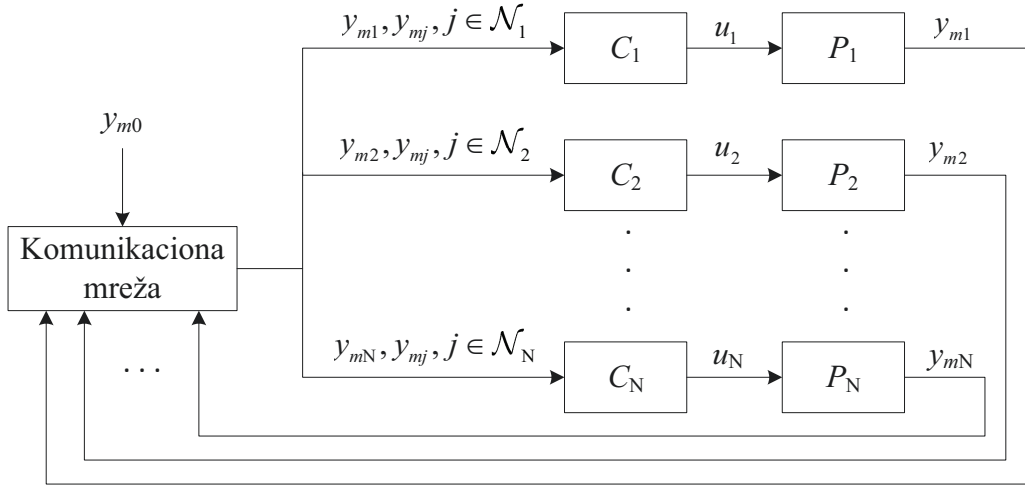 y_{m1}, y_{mj}, j ∈ 𝒩_1
C_1
u_1
P_1
y_{m1}
y_{m0}
y_{m2}, y_{mj}, j ∈ 𝒩_2
C_2
u_2
P_2
y_{m2}
Komunikaciona
mreža
. . .
y_{mN}, y_{mj}, j ∈ 𝒩_N
C_N
u_N
P_N
y_{mN}